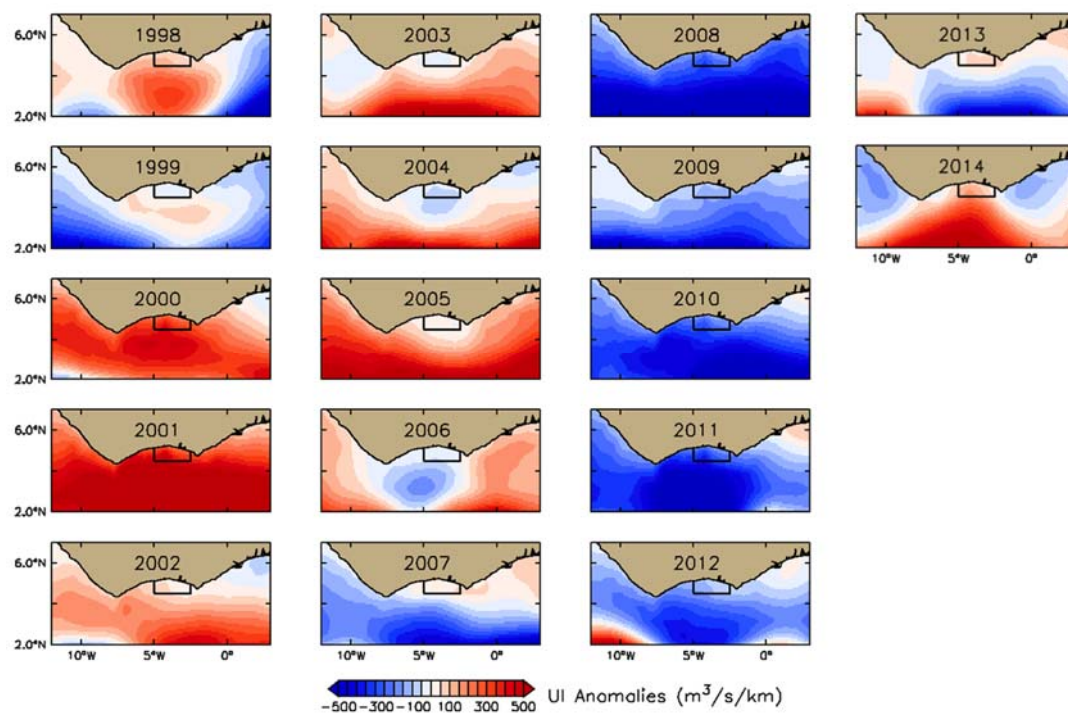 6.0°N 1998 2003 2008 2013
2.0°N
6.0°N 1999 2004 2009 2014
2.0°N 10°W 5°W 0°
6.0°N 2000 2005 2010
2.0°N
6.0°N 2001 2006 2011
2.0°N
6.0°N 2002 2007 2012
2.0°N
10°W 5°W 0° 10°W 5°W 0° 10°W 5°W 0°
-500 -300 -100 100 300 500 UI Anomalies (m³/s/km)